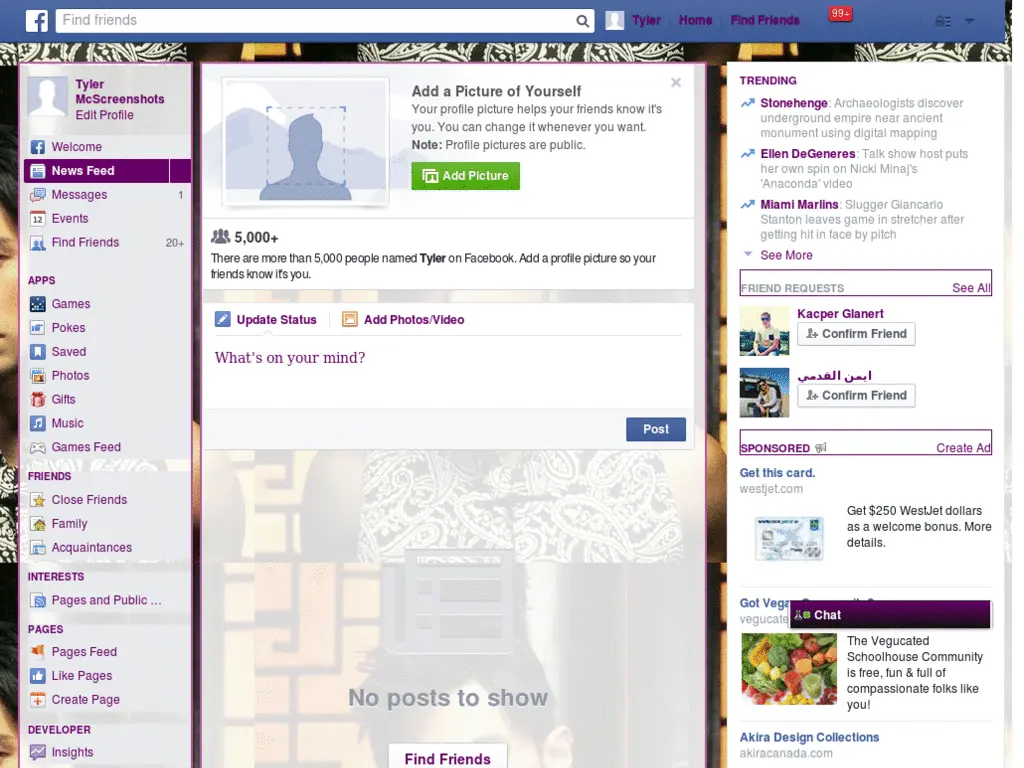 Find friends
Tyler Home Find Friends
99+
Tyler
McScreenshots
Edit Profile
Welcome
News Feed
Messages 1
Events
Find Friends 20+
APPS
Games
Pokes
Saved
Photos
Gifts
Music
Games Feed
FRIENDS
Close Friends
Family
Acquaintances
INTERESTS
Pages and Public ...
PAGES
Pages Feed
Like Pages
Create Page
DEVELOPER
Insights
Add a Picture of Yourself
Your profile picture helps your friends know it's
you. You can change it whenever you want.
Note: Profile pictures are public.
Add Picture
5,000+
There are more than 5,000 people named Tyler on Facebook. Add a profile picture so your
friends know it's you.
Update Status Add Photos/Video
What's on your mind?
Post
No posts to show
Find Friends
TRENDING
Stonehenge: Archaeologists discover
underground empire near ancient
monument using digital mapping
Ellen DeGeneres: Talk show host puts
her own spin on Nicki Minaj's
'Anaconda' video
Miami Marlins: Slugger Giancarlo
Stanton leaves game in stretcher after
getting hit in face by pitch
See More
FRIEND REQUESTS See All
Kacper Glanert
Confirm Friend
ايمن القدمي
Confirm Friend
SPONSORED Create Ad
Get this card.
westjet.com
Get $250 WestJet dollars
as a welcome bonus. More
details.
Got
Chat
The Vegucated
Schoolhouse Community
is free, fun & full of
compassionate folks like
you!
Akira Design Collections
akiracanada.com